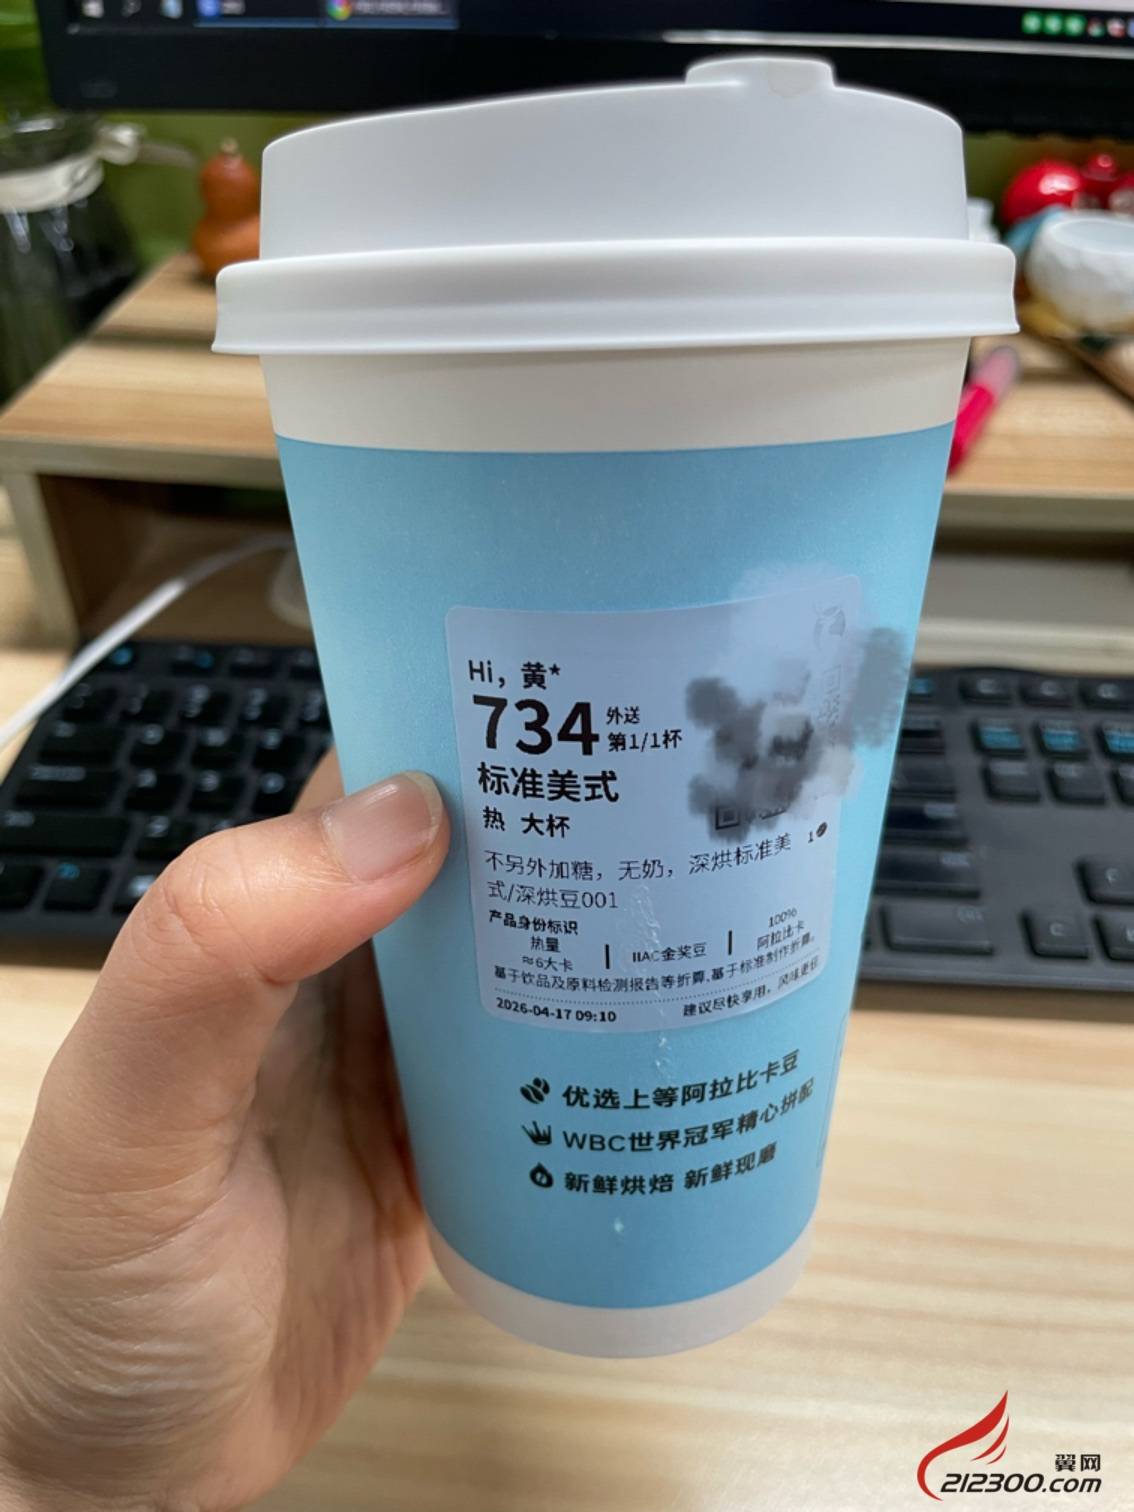 Hi，黄*
734 外送
第1/1杯
标准美式
热 大杯
不另外加糖，无奶，深烘标准美
式/深烘豆001
1
产品身份标识
热量
≈6大卡
IIAC金奖豆
100%
阿拉比卡
基于饮品及原料检测报告等折算,基于标准制作折算。
2026-04-17 09:10
建议尽快享用，风味更佳
优选上等阿拉比卡豆
WBC世界冠军精心拼配
新鲜烘焙 新鲜现磨
翼网
212300.com